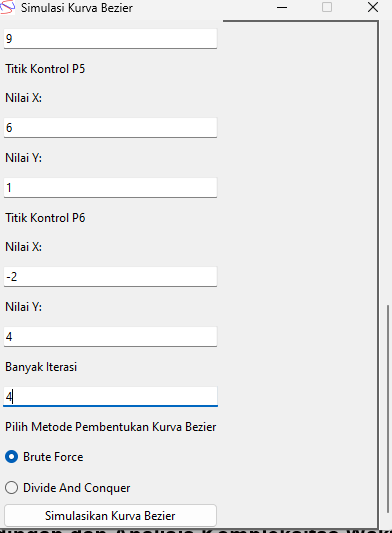 Simulasi Kurva Bezier
9
Titik Kontrol P5
Nilai X:
6
Nilai Y:
1
Titik Kontrol P6
Nilai X:
-2
Nilai Y:
4
Banyak Iterasi
4
Pilih Metode Pembentukan Kurva Bezier
Brute Force
Divide And Conquer
Simulasikan Kurva Bezier